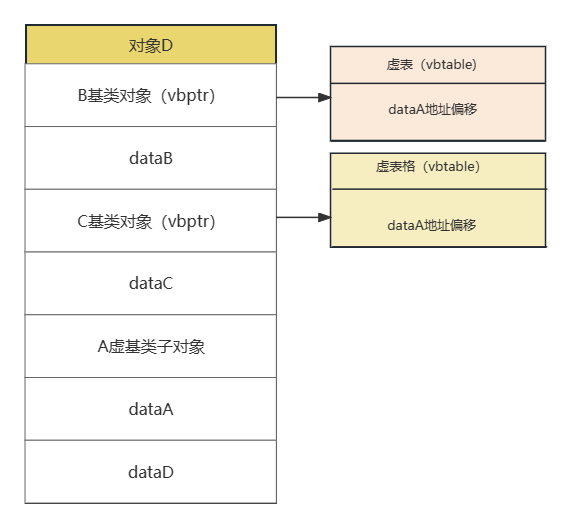 对象D
B基类对象（vbptr）
dataB
C基类对象（vbptr）
dataC
A虚基类子对象
dataA
dataD
虚表（vbtable）
dataA地址偏移
虚表格（vbtable）
dataA地址偏移